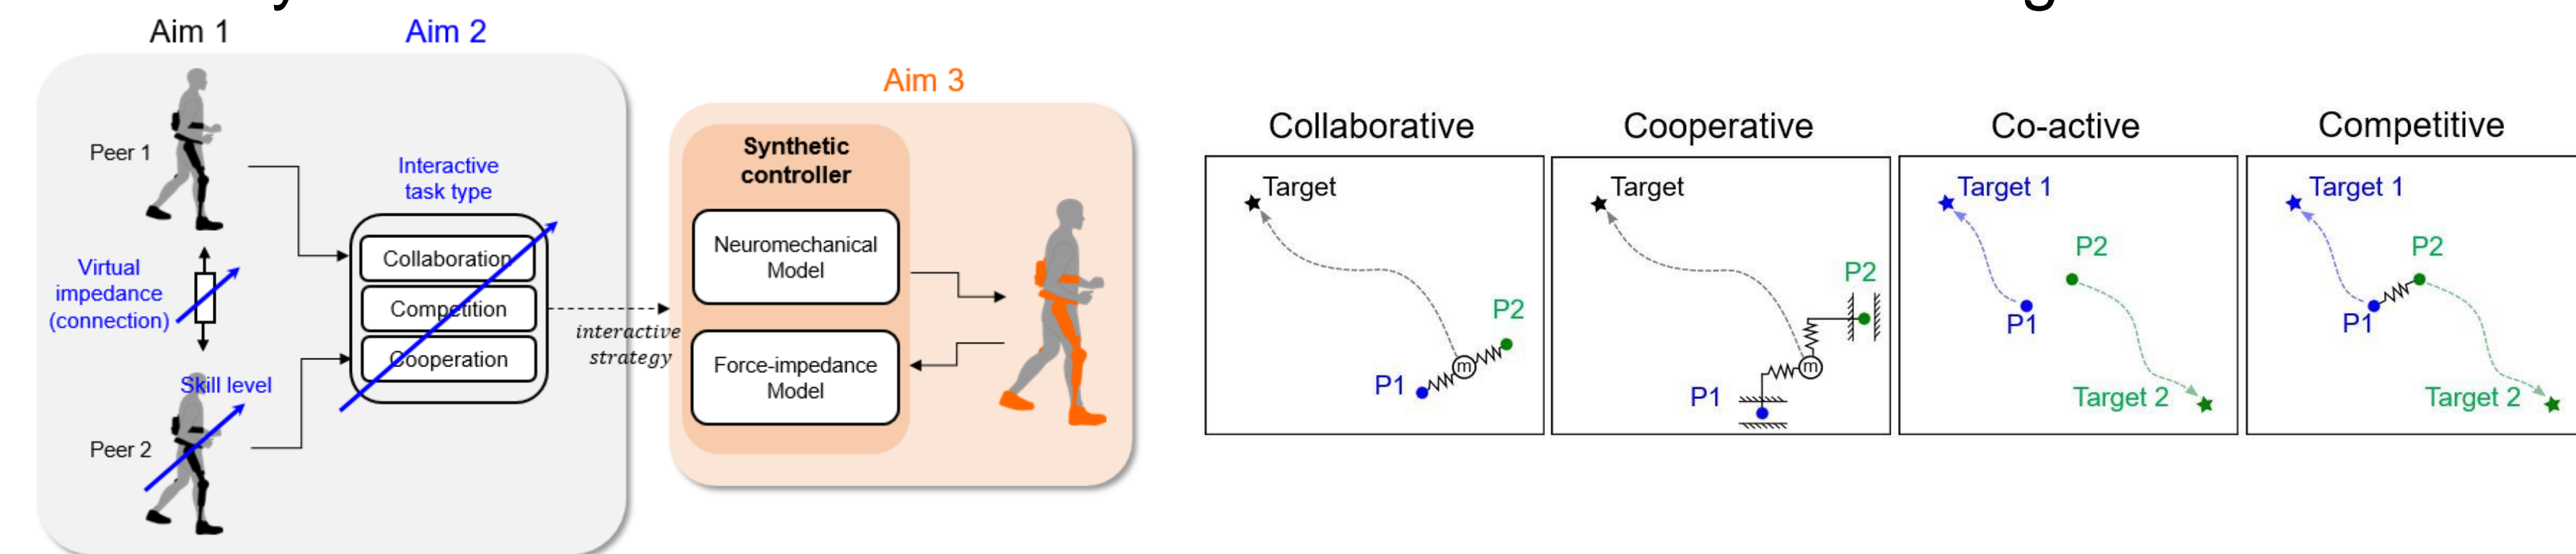 Aim 1
Aim 2
Peer 1
Interactive
task type
Virtual
impedance
(connection)
Collaboration
Competition
Cooperation
Skill level
Peer 2
interactive
strategy
Aim 3
Synthetic
controller
Neuromechanical
Model
Force-impedance
Model
Collaborative
Target
P2
P1
m
Cooperative
Target
P2
P1
m
Co-active
Target 1
P2
P1
Target 2
Competitive
Target 1
P2
P1
Target 2